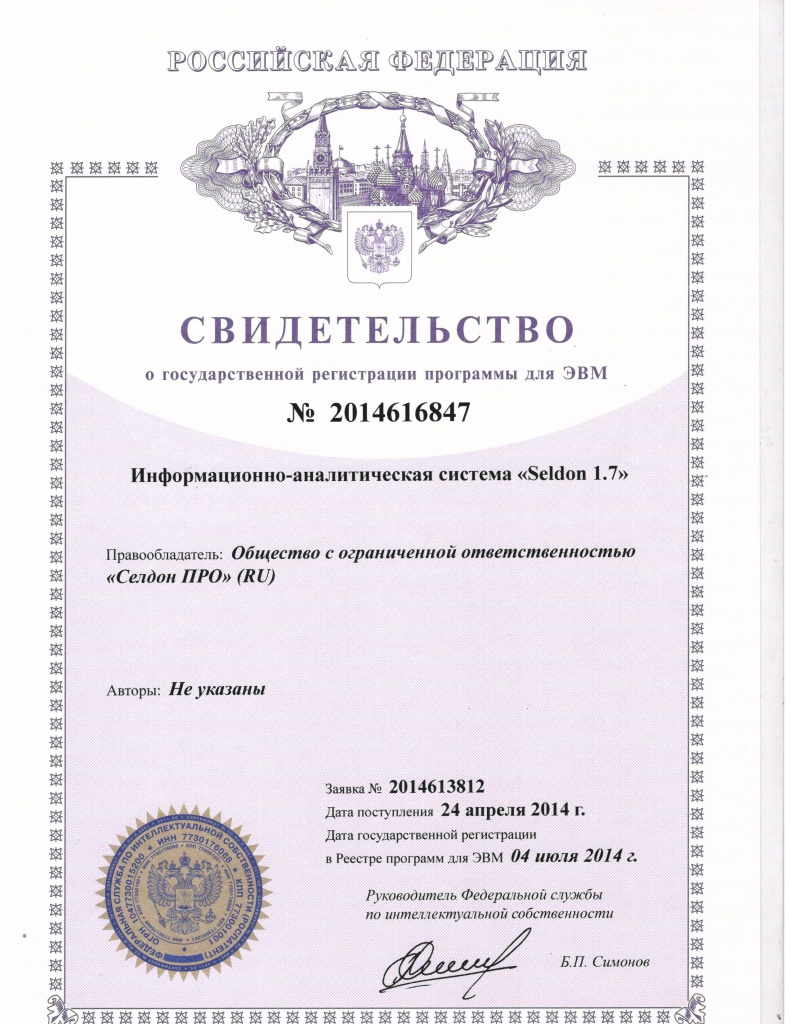 РОССИЙСКАЯ ФЕДЕРАЦИЯ
СВИДЕТЕЛЬСТВО
о государственной регистрации программы для ЭВМ
№ 2014616847
Информационно-аналитическая система «Seldon 1.7»
Правообладатель: Общество с ограниченной ответственностью
«Селдон ПРО» (RU)
Авторы: Не указаны
Заявка № 2014613812
Дата поступления 24 апреля 2014 г.
Дата государственной регистрации
в Реестре программ для ЭВМ 04 июля 2014 г.
Руководитель Федеральной службы
по интеллектуальной собственности
Б.П. Симонов
ФЕДЕРАЛЬНАЯ СЛУЖБА ПО ИНТЕЛЛЕКТУАЛЬНОЙ СОБСТВЕННОСТИ (РОСПАТЕНТ)
ОГРН 1047730015200 * ИНН 7730176088 * КПП 773001001